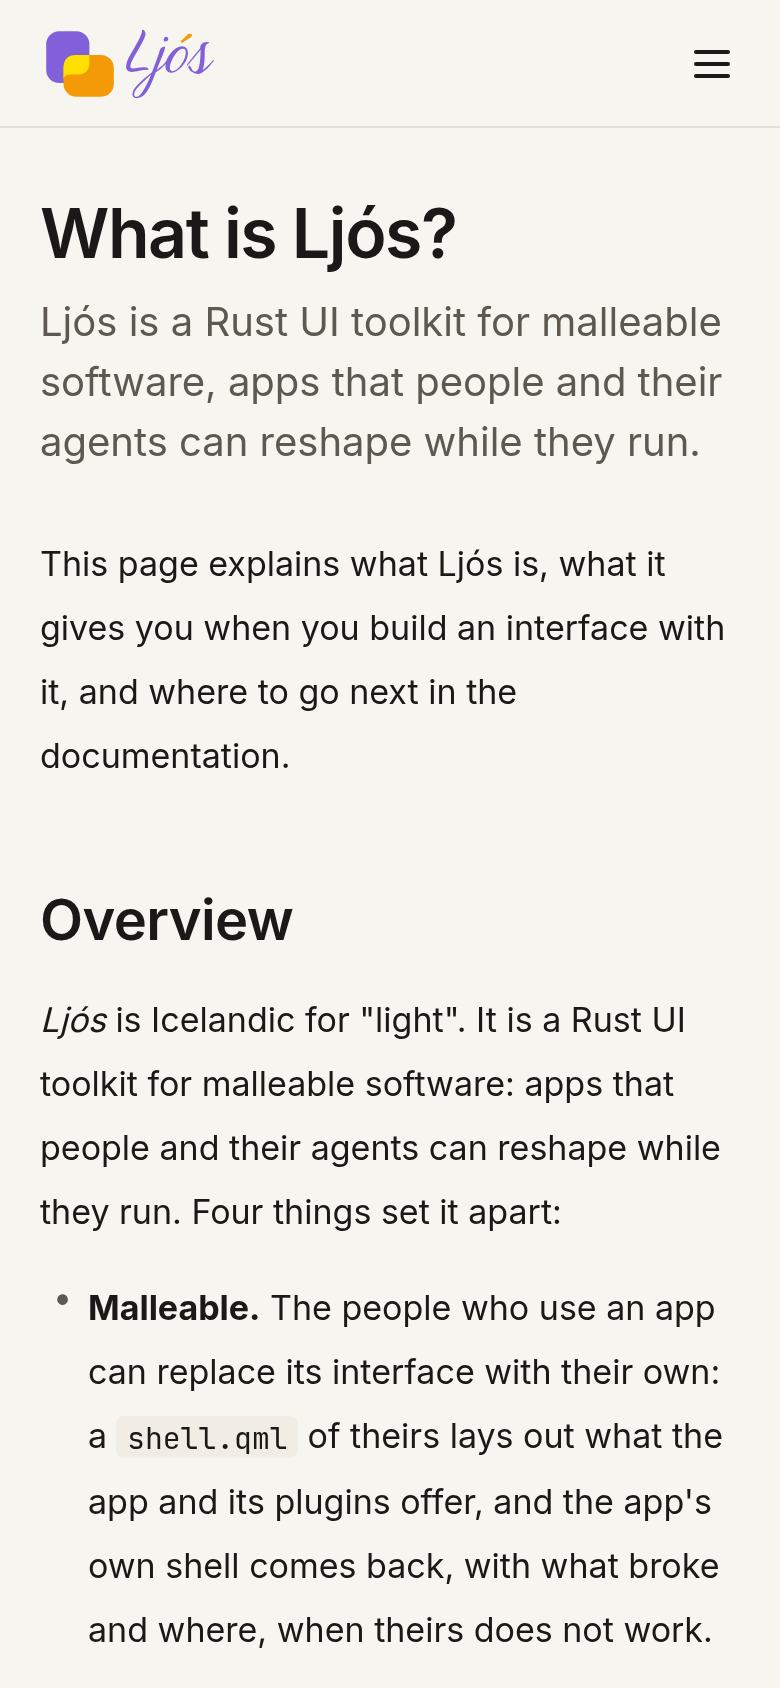 Ljós
What is Ljós?
Ljós is a Rust UI toolkit for malleable
software, apps that people and their
agents can reshape while they run.
This page explains what Ljós is, what it
gives you when you build an interface with
it, and where to go next in the
documentation.
Overview
Ljós is Icelandic for "light". It is a Rust UI
toolkit for malleable software: apps that
people and their agents can reshape while
they run. Four things set it apart:
• Malleable. The people who use an app
can replace its interface with their own:
a shell.qml of theirs lays out what the
app and its plugins offer, and the app's
own shell comes back, with what broke
and where, when theirs does not work.